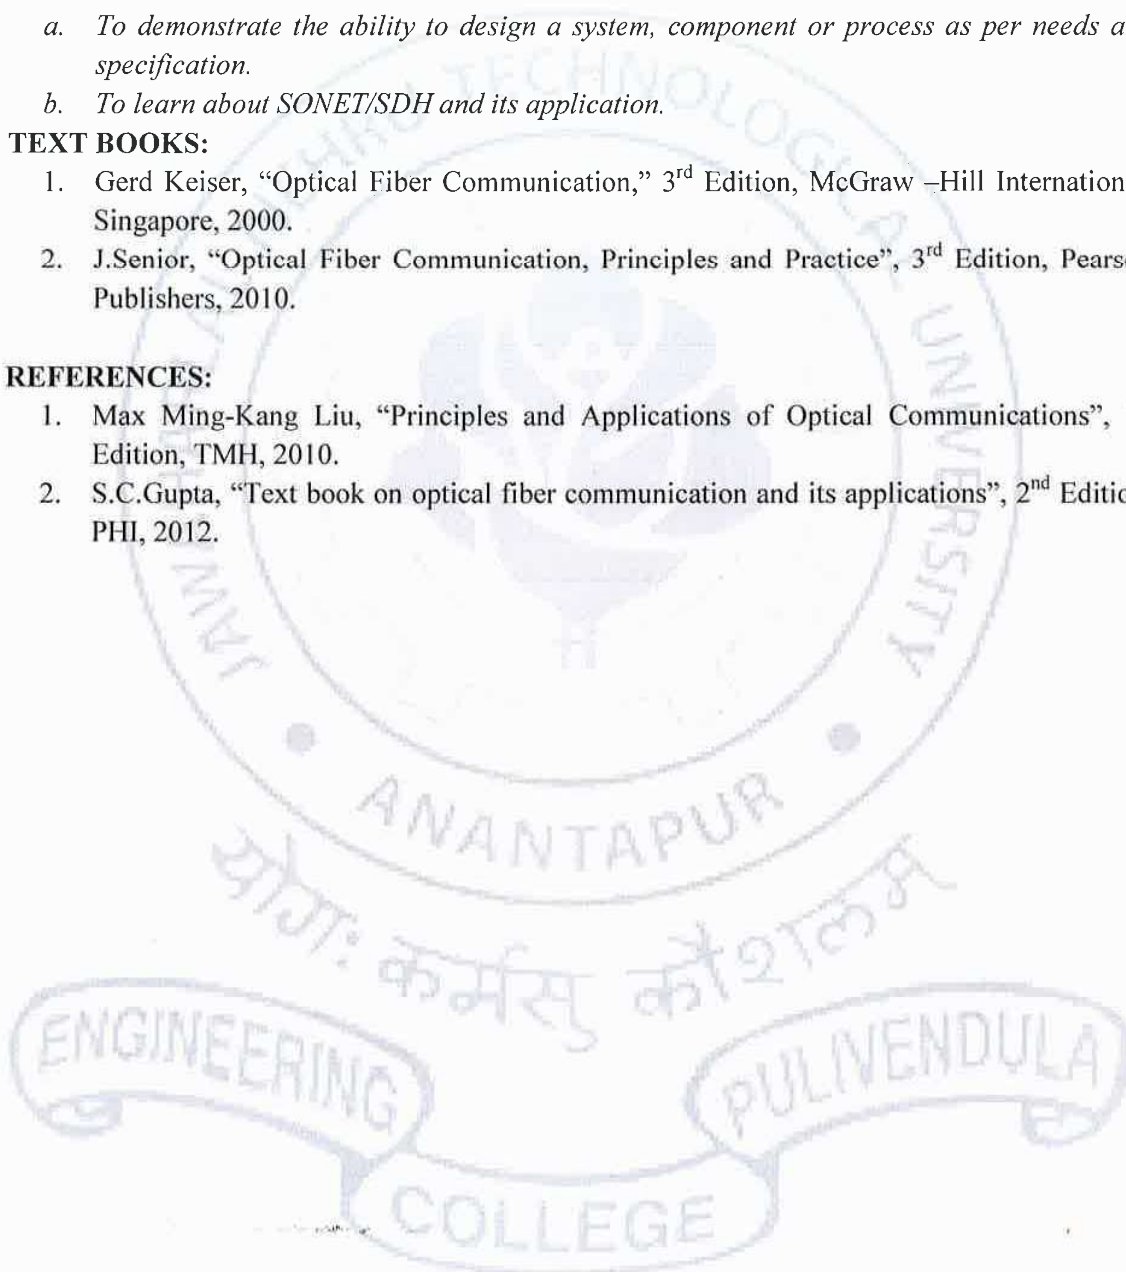 a. To demonstrate the ability to design a system, component or process as per needs a
specification.
b. To learn about SONET/SDH and its application.
TEXT BOOKS:
1. Gerd Keiser, “Optical Fiber Communication,” 3rd Edition, McGraw –Hill Internation
Singapore, 2000.
2. J.Senior, “Optical Fiber Communication, Principles and Practice”, 3rd Edition, Pears
Publishers, 2010.
REFERENCES:
1. Max Ming-Kang Liu, “Principles and Applications of Optical Communications”,
Edition, TMH, 2010.
2. S.C.Gupta, “Text book on optical fiber communication and its applications”, 2nd Editio
PHI, 2012.
TECHNOLOGICAL UNIVERSITY
ANANTAPUR
योगः कर्मसु कौशलम
ENGINEERING
COLLEGE
PULIVENDULA